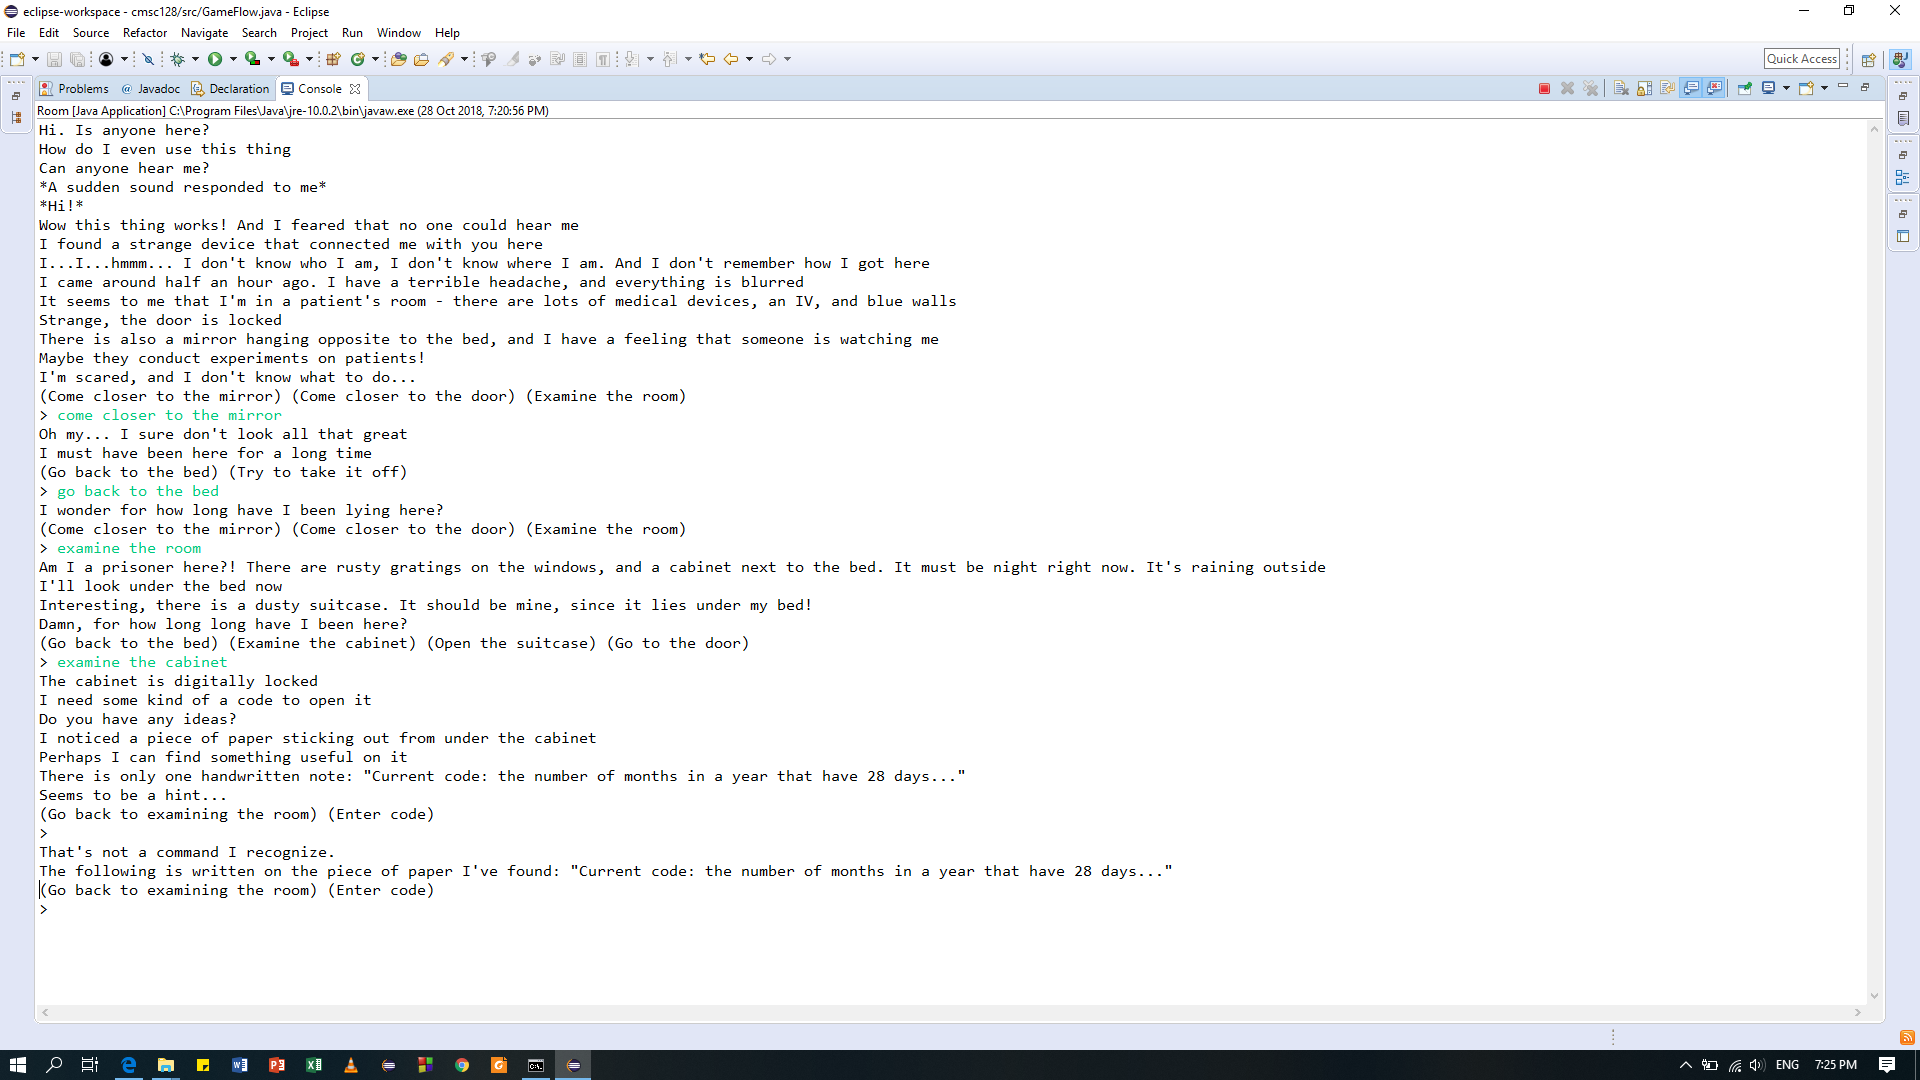 eclipse-workspace - cmsc128/src/GameFlow.java - Eclipse
File Edit Source Refactor Navigate Search Project Run Window Help
Quick Access
Problems @ Javadoc Declaration Console
Room [Java Application] C:\Program Files\Java\jre-10.0.2\bin\javaw.exe (28 Oct 2018, 7:20:56 PM)
Hi. Is anyone here?
How do I even use this thing
Can anyone hear me?
*A sudden sound responded to me*
*Hi!*
Wow this thing works! And I feared that no one could hear me
I found a strange device that connected me with you here
I...I...hmmm... I don't know who I am, I don't know where I am. And I don't remember how I got here
I came around half an hour ago. I have a terrible headache, and everything is blurred
It seems to me that I'm in a patient's room - there are lots of medical devices, an IV, and blue walls
Strange, the door is locked
There is also a mirror hanging opposite to the bed, and I have a feeling that someone is watching me
Maybe they conduct experiments on patients!
I'm scared, and I don't know what to do...
(Come closer to the mirror) (Come closer to the door) (Examine the room)
> come closer to the mirror
Oh my... I sure don't look all that great
I must have been here for a long time
(Go back to the bed) (Try to take it off)
> go back to the bed
I wonder for how long have I been lying here?
(Come closer to the mirror) (Come closer to the door) (Examine the room)
> examine the room
Am I a prisoner here?! There are rusty gratings on the windows, and a cabinet next to the bed. It must be night right now. It's raining outside
I'll look under the bed now
Interesting, there is a dusty suitcase. It should be mine, since it lies under my bed!
Damn, for how long long have I been here?
(Go back to the bed) (Examine the cabinet) (Open the suitcase) (Go to the door)
> examine the cabinet
The cabinet is digitally locked
I need some kind of a code to open it
Do you have any ideas?
I noticed a piece of paper sticking out from under the cabinet
Perhaps I can find something useful on it
There is only one handwritten note: "Current code: the number of months in a year that have 28 days..."
Seems to be a hint...
(Go back to examining the room) (Enter code)
>
That's not a command I recognize.
The following is written on the piece of paper I've found: "Current code: the number of months in a year that have 28 days..."
(Go back to examining the room) (Enter code)
>
ENG 7:25 PM